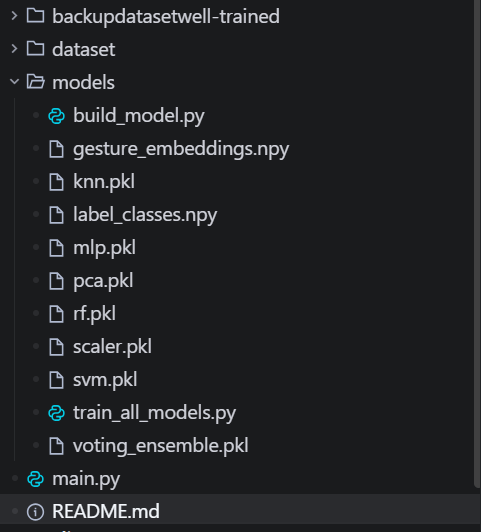 backupdatasetwell-trained
dataset
models
build_model.py
gesture_embeddings.npy
knn.pkl
label_classes.npy
mlp.pkl
pca.pkl
rf.pkl
scaler.pkl
svm.pkl
train_all_models.py
voting_ensemble.pkl
main.py
README.md